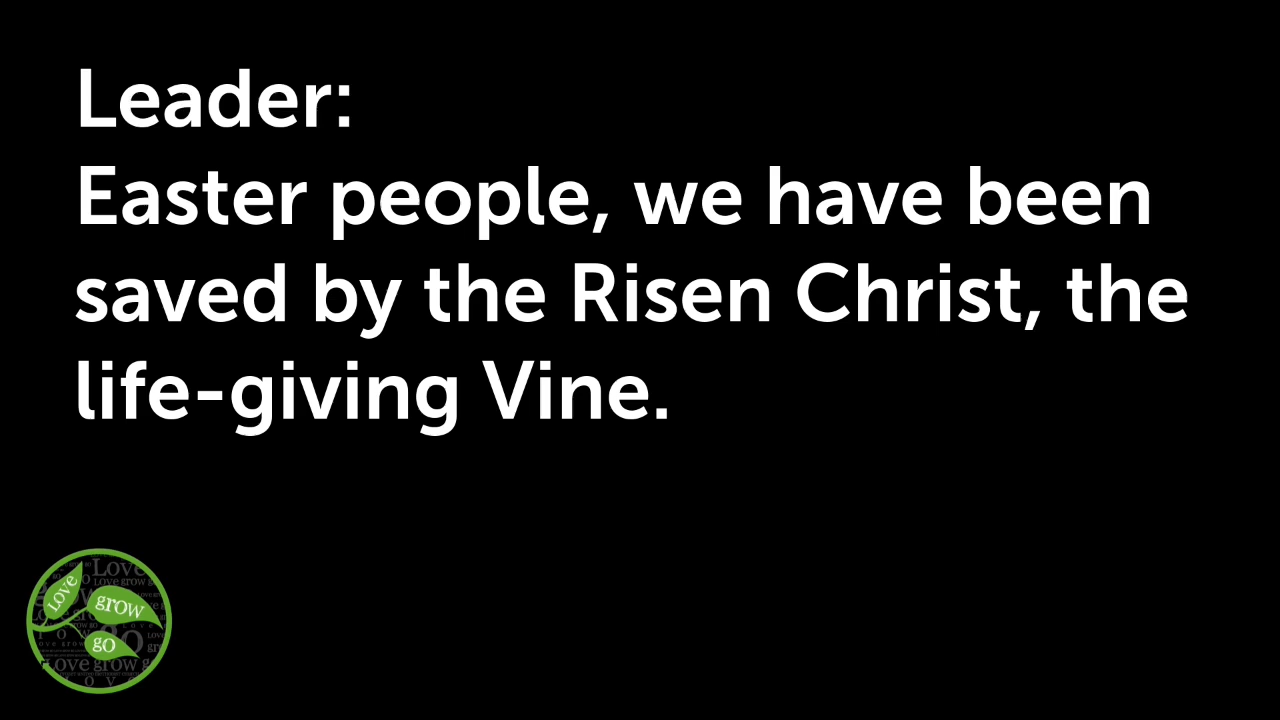 Leader:
Easter people, we have been
saved by the Risen Christ, the
life-giving Vine.
Love
grow
go